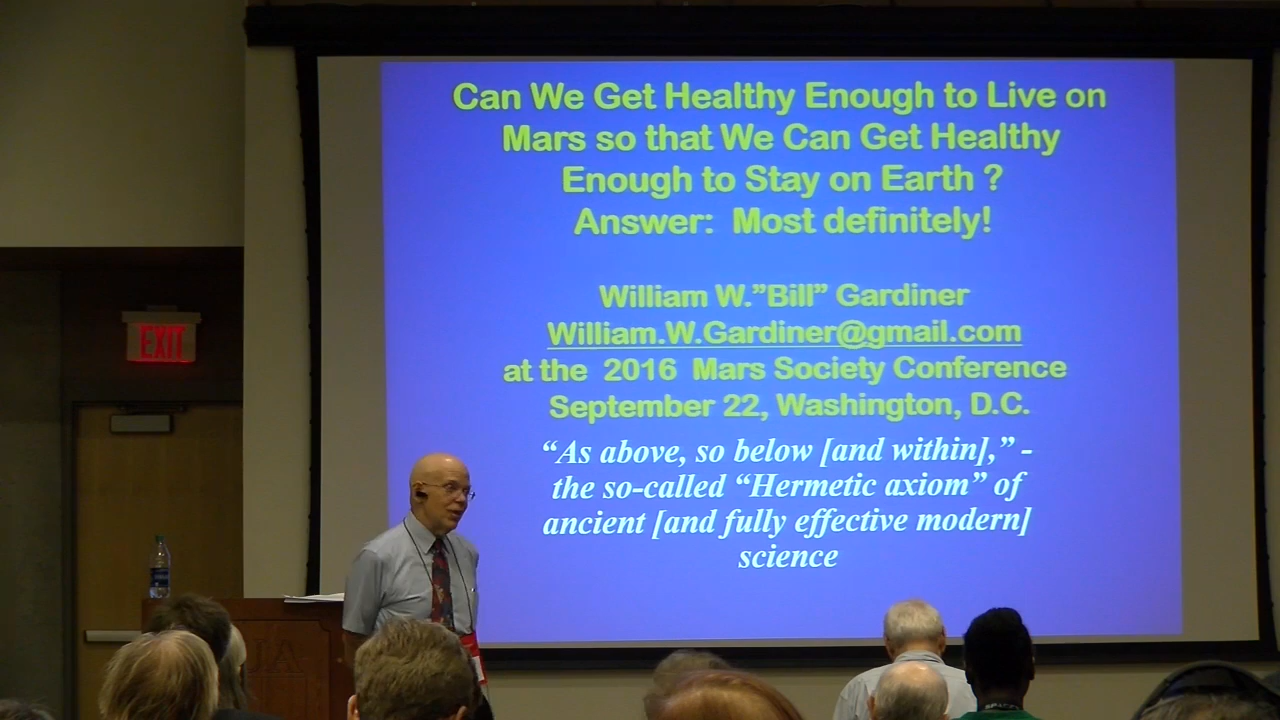 Can We Get Healthy Enough to Live on
Mars so that We Can Get Healthy
Enough to Stay on Earth ?
Answer:  Most definitely!
William W."Bill" Gardiner
William.W.Gardiner@gmail.com
at the  2016  Mars Society Conference
September 22, Washington, D.C.
“As above, so below [and within],” -
the so-called “Hermetic axiom” of
ancient [and fully effective modern]
science
EXIT